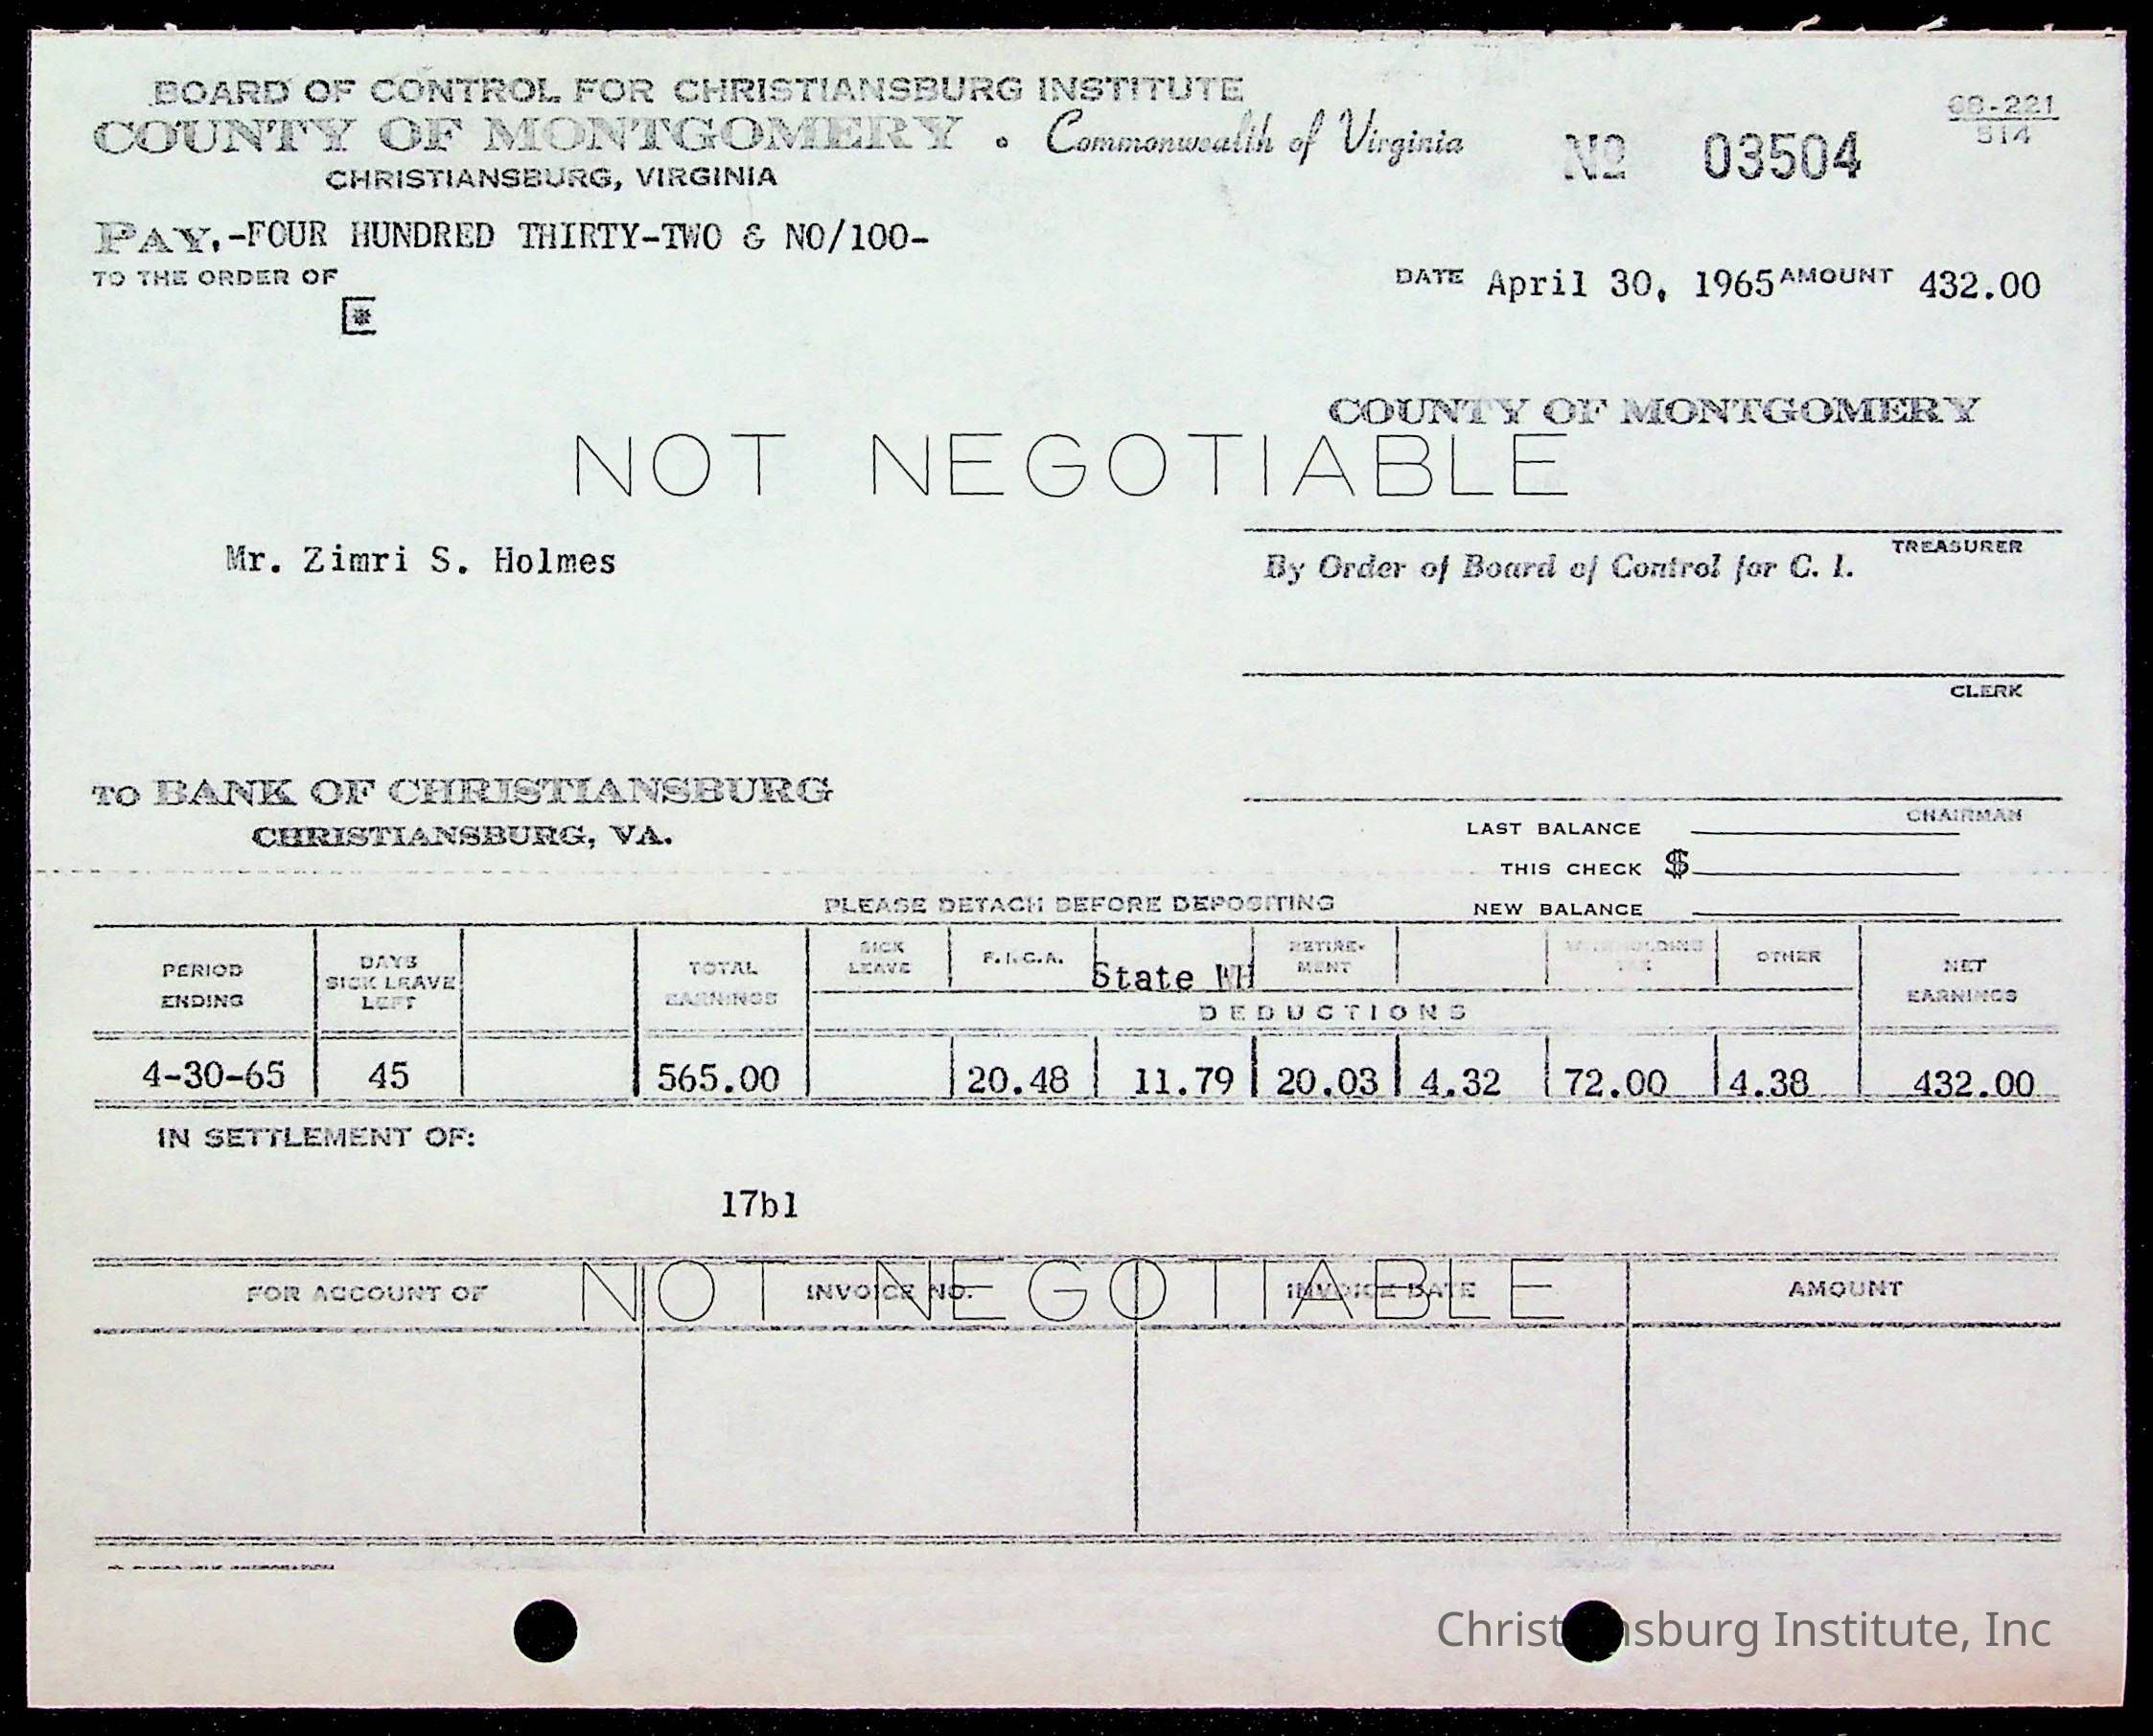 BOARD OF CONTROL FOR CHRISTIANSBURG INSTITUTE
COUNTY OF MONTGOMERY • Commonwealth of Virginia
CHRISTIANSBURG, VIRGINIA
68-221
514
No 03504
PAY -FOUR HUNDRED THIRTY-TWO & NO/100-
TO THE ORDER OF
DATE April 30, 1965 AMOUNT 432.00
COUNTY OF MONTGOMERY
NOT NEGOTIABLE
TREASURER
Mr. Zimri S. Holmes
By Order of Board of Control for C. I.
CLERK
TO BANK OF CHRISTIANSBURG
CHRISTIANSBURG, VA.
CHAIRMAN
LAST BALANCE
THIS CHECK $
NEW BALANCE
PLEASE DETACH BEFORE DEPOSITING
PERIOD ENDING DAYS SICK LEAVE LEFT TOTAL EARNINGS SICK LEAVE F.I.C.A. State WH RETIRE- MENT WITHHOLDING TAX OTHER NET EARNINGS
DEDUCTIONS
4-30-65 45 565.00 20.48 11.79 20.03 4.32 72.00 4.38 432.00
IN SETTLEMENT OF:
17b1
FOR ACCOUNT OF INVOICE NO. INVOICE DATE AMOUNT
NOT NEGOTIABLE
Institute, Inc